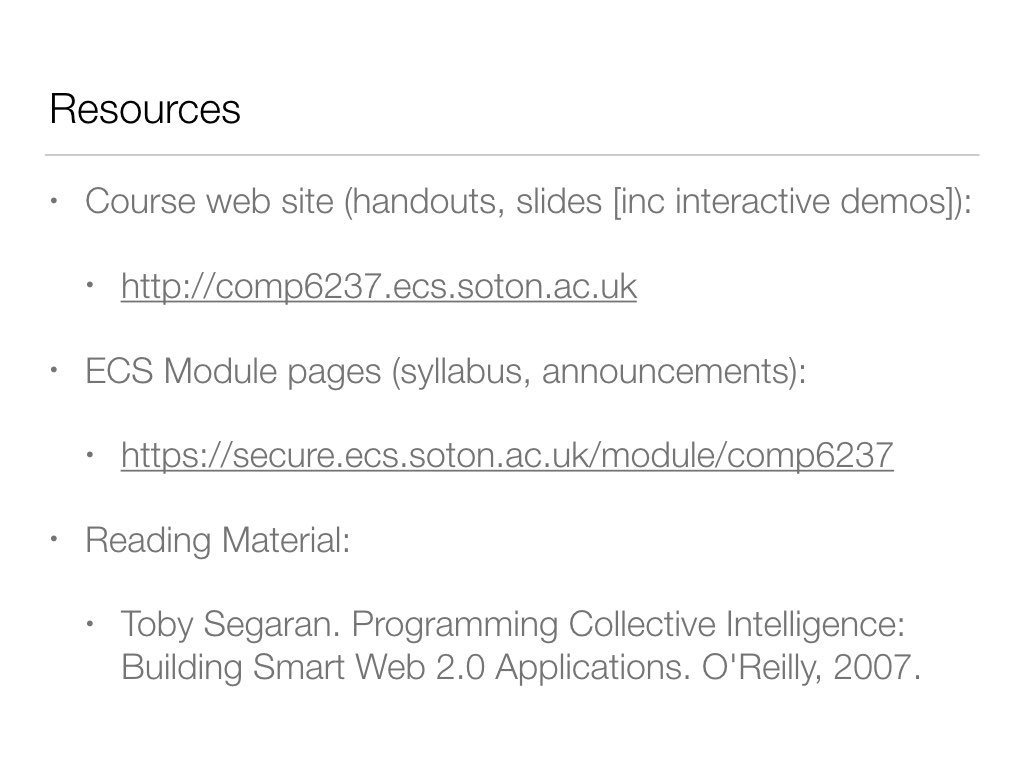 Resources
• Course web site (handouts, slides [inc interactive demos]):
• http://comp6237.ecs.soton.ac.uk
• ECS Module pages (syllabus, announcements):
• https://secure.ecs.soton.ac.uk/module/comp6237
• Reading Material:
• Toby Segaran. Programming Collective Intelligence:
Building Smart Web 2.0 Applications. O'Reilly, 2007.